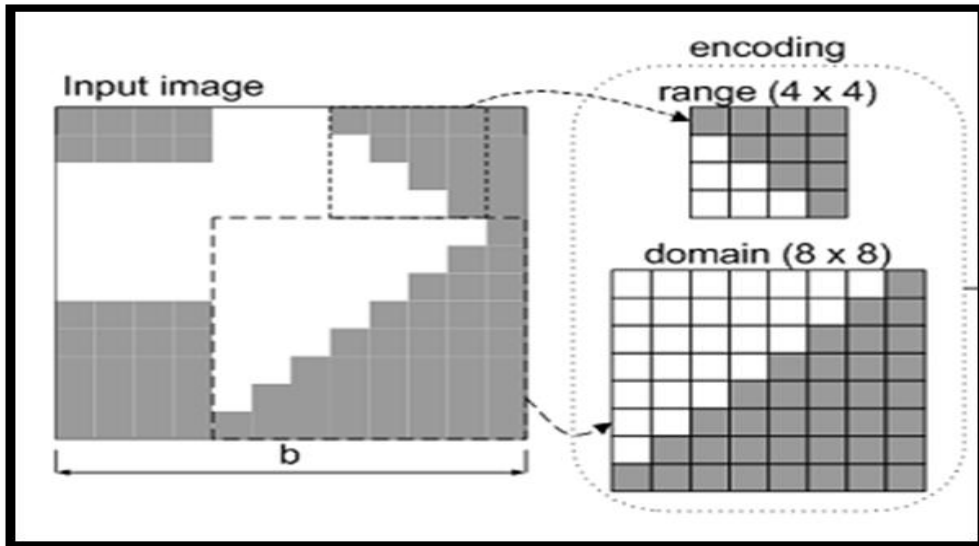 encoding
Input image
range (4 x 4)
domain (8 x 8)
b